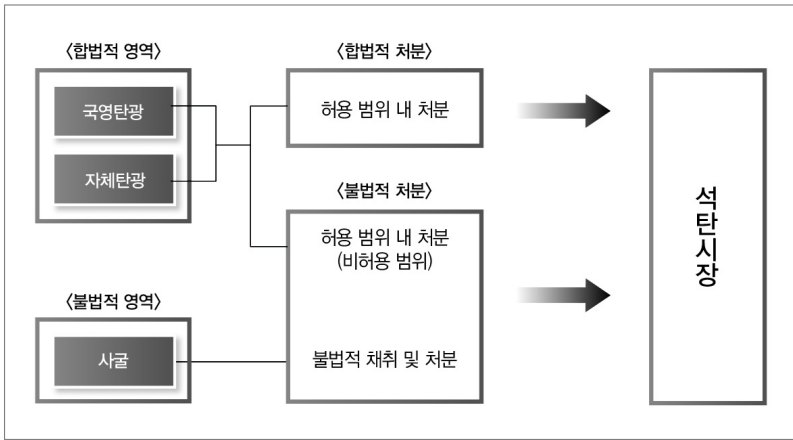 〈합법적 영역〉
국영탄광
자체탄광
〈합법적 처분〉
허용 범위 내 처분
〈불법적 처분〉
허용 범위 내 처분
(비허용 범위)
〈불법적 영역〉
사굴
불법적 채취 및 처분
석탄시장